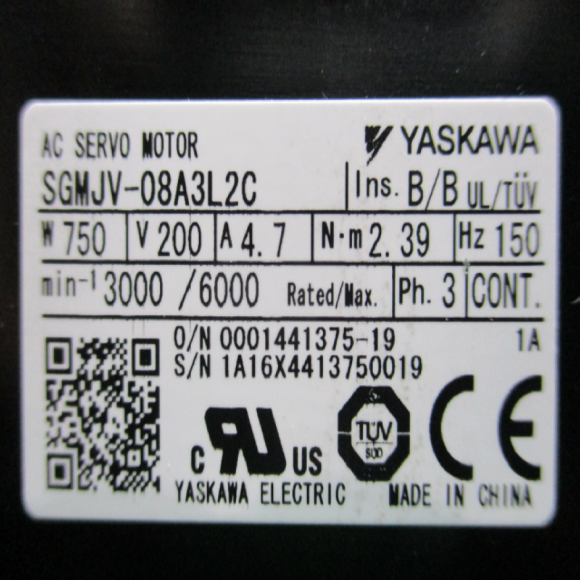 AC SERVO MOTOR YASKAWA
SGMJV-08A3L2C Ins. B/B UL/TÜV
W 750 V 200 A 4.7 N·m 2.39 Hz 150
min-1 3000 /6000 Rated/Max. Ph. 3 CONT.
O/N 0001441375-19 1A
S/N 1A16X4413750019
c RU US TÜV SÜD CE
YASKAWA ELECTRIC MADE IN CHINA